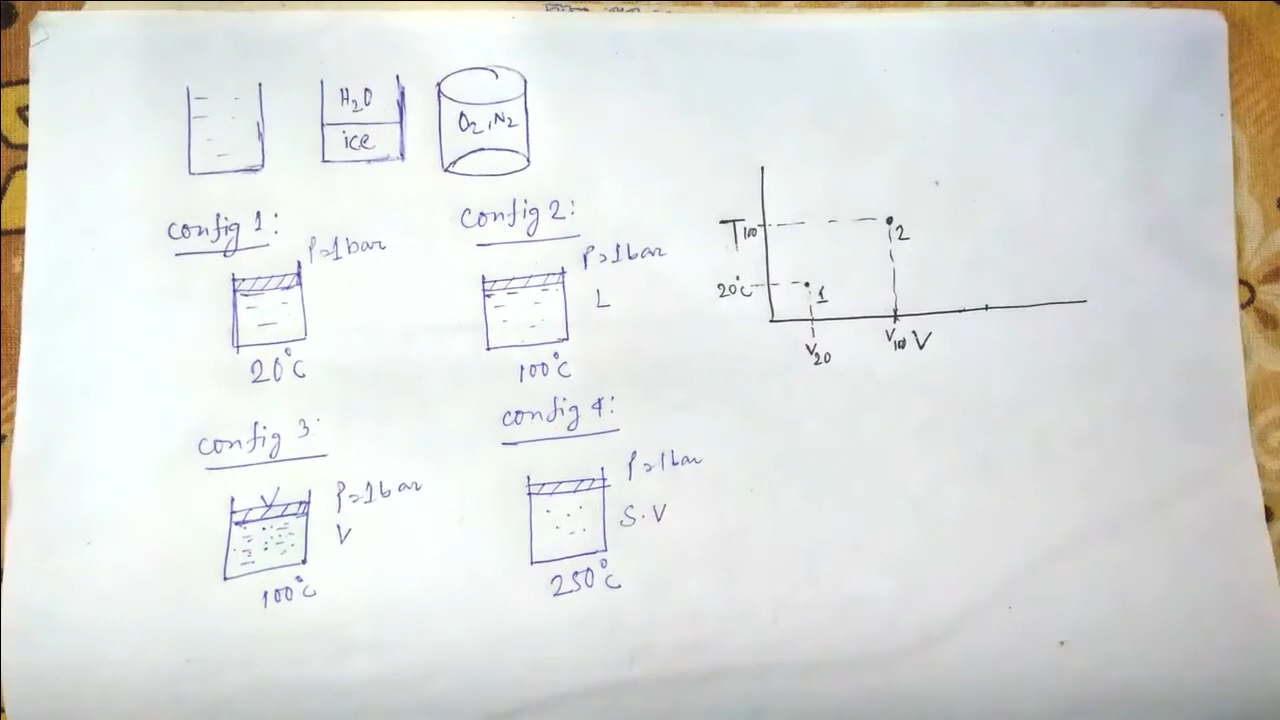 H₂O
ice
O₂, N₂
config 1:
P=1bar
20°C
config 2:
P=1bar
L
100°C
config 3:
P=1bar
V
100°C
config 4:
P=1bar
S.V
250°C
T100
2
20°C
1
V20
V100
V